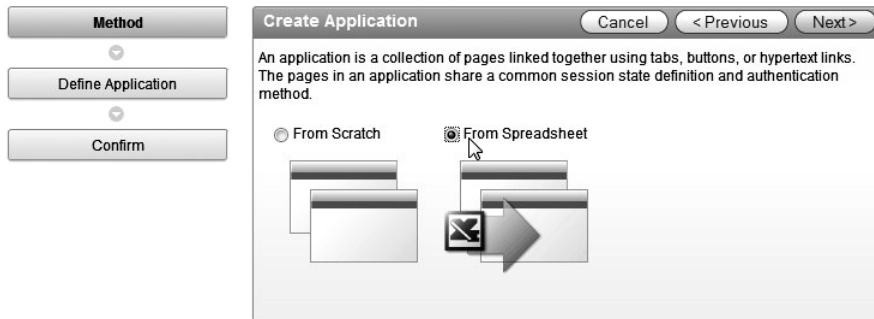 Method
Define Application
Confirm
Create Application
Cancel
< Previous
Next >
An application is a collection of pages linked together using tabs, buttons, or hypertext links.
The pages in an application share a common session state definition and authentication
method.
From Scratch
From Spreadsheet